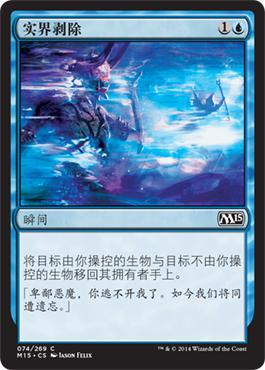 实界剥除 1
瞬间 M15
将目标由你操控的生物与目标不由你操
控的生物移回其拥有者手上。
「卑鄙恶魔，你逃不开我了。如今我们将同
遭遗忘。」
074/269 C
M15 • CS Jason Felix
™ & © 2014 Wizards of the Coast